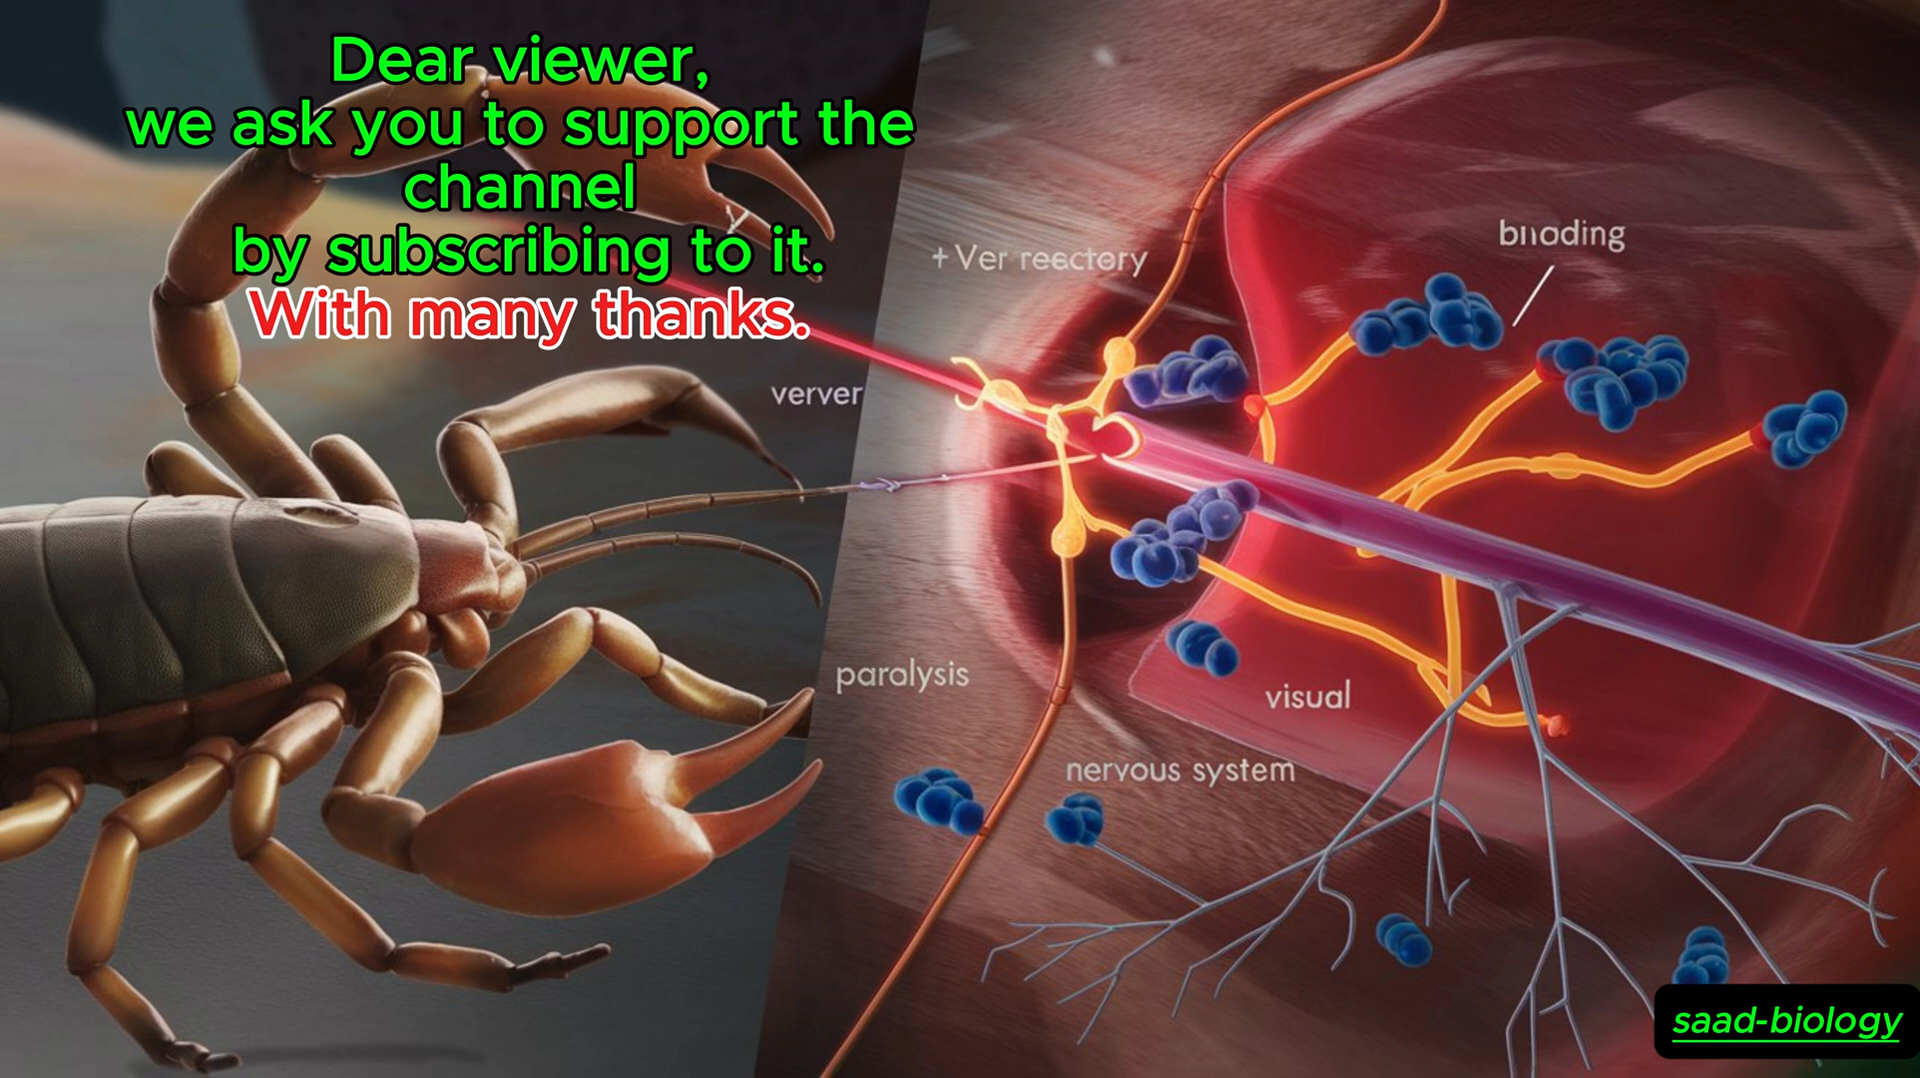 Dear viewer,
we ask you to support the
channel
by subscribing to it.
With many thanks.
+ Ver reectory
bnoding
verver
paralysis
visual
nervous system
saad-biology